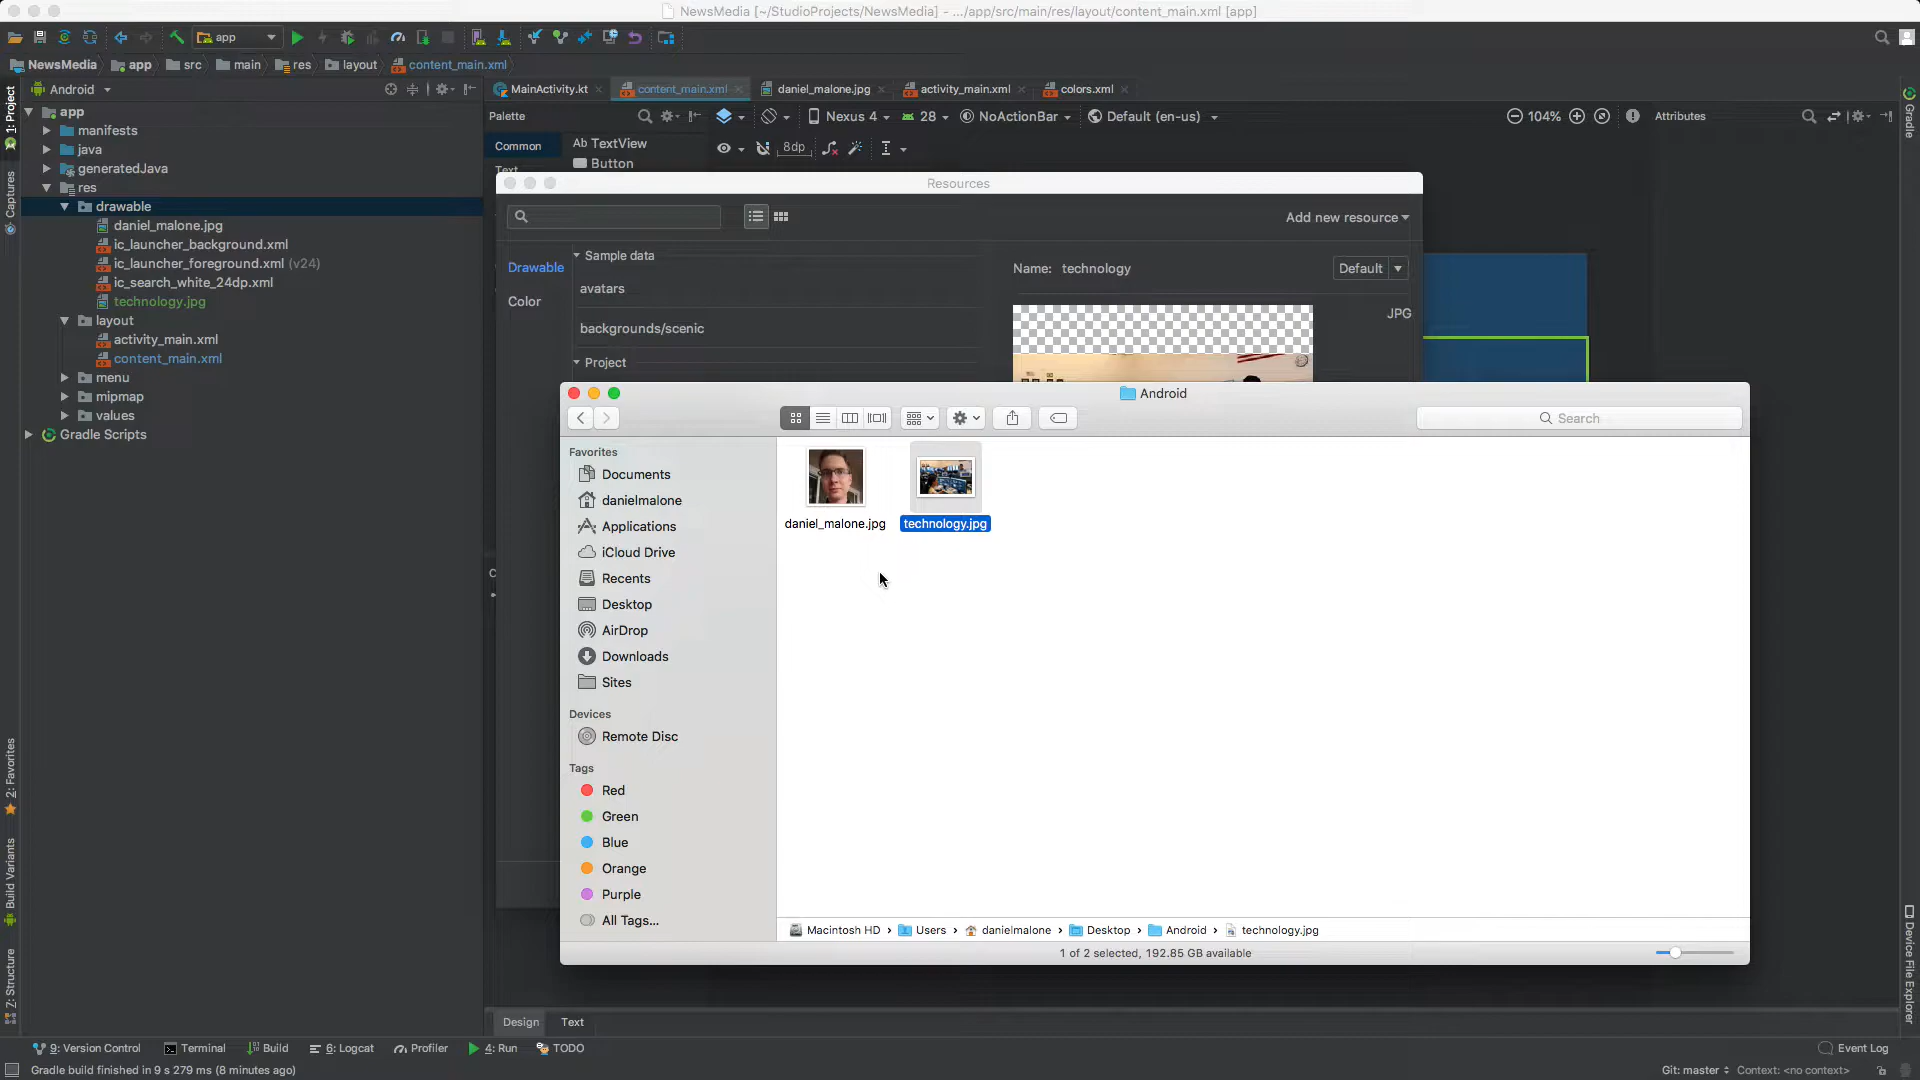 NewsMedia [~/StudioProjects/NewsMedia] - .../app/src/main/res/layout/content_main.xml [app]
app
NewsMedia app src main res layout content_main.xml
Android
MainActivity.kt content_main.xml daniel_malone.jpg activity_main.xml colors.xml
1: Project
Captures
2: Favorites
Build Variants
Z: Structure
app
manifests
java
generatedJava
res
drawable
daniel_malone.jpg
ic_launcher_background.xml
ic_launcher_foreground.xml (v24)
ic_search_white_24dp.xml
technology.jpg
layout
activity_main.xml
content_main.xml
menu
mipmap
values
Gradle Scripts
Palette
Nexus 4 28 NoActionBar Default (en-us) 104% Attributes
Gradle
Common
Text
Ab TextView
Button
8dp
Resources
Add new resource
Drawable
Color
Sample data
avatars
backgrounds/scenic
Project
Name: technology
Default
JPG
Android
Search
Favorites
Documents
danielmalone
Applications
iCloud Drive
Recents
Desktop
AirDrop
Downloads
Sites
Devices
Remote Disc
Tags
Red
Green
Blue
Orange
Purple
All Tags...
daniel_malone.jpg technology.jpg
Macintosh HD › Users › danielmalone › Desktop › Android › technology.jpg
1 of 2 selected, 192.85 GB available
Device File Explorer
Design Text
9: Version Control Terminal Build 6: Logcat Profiler 4: Run TODO Event Log
Gradle build finished in 9 s 279 ms (8 minutes ago) Git: master Context: <no context>